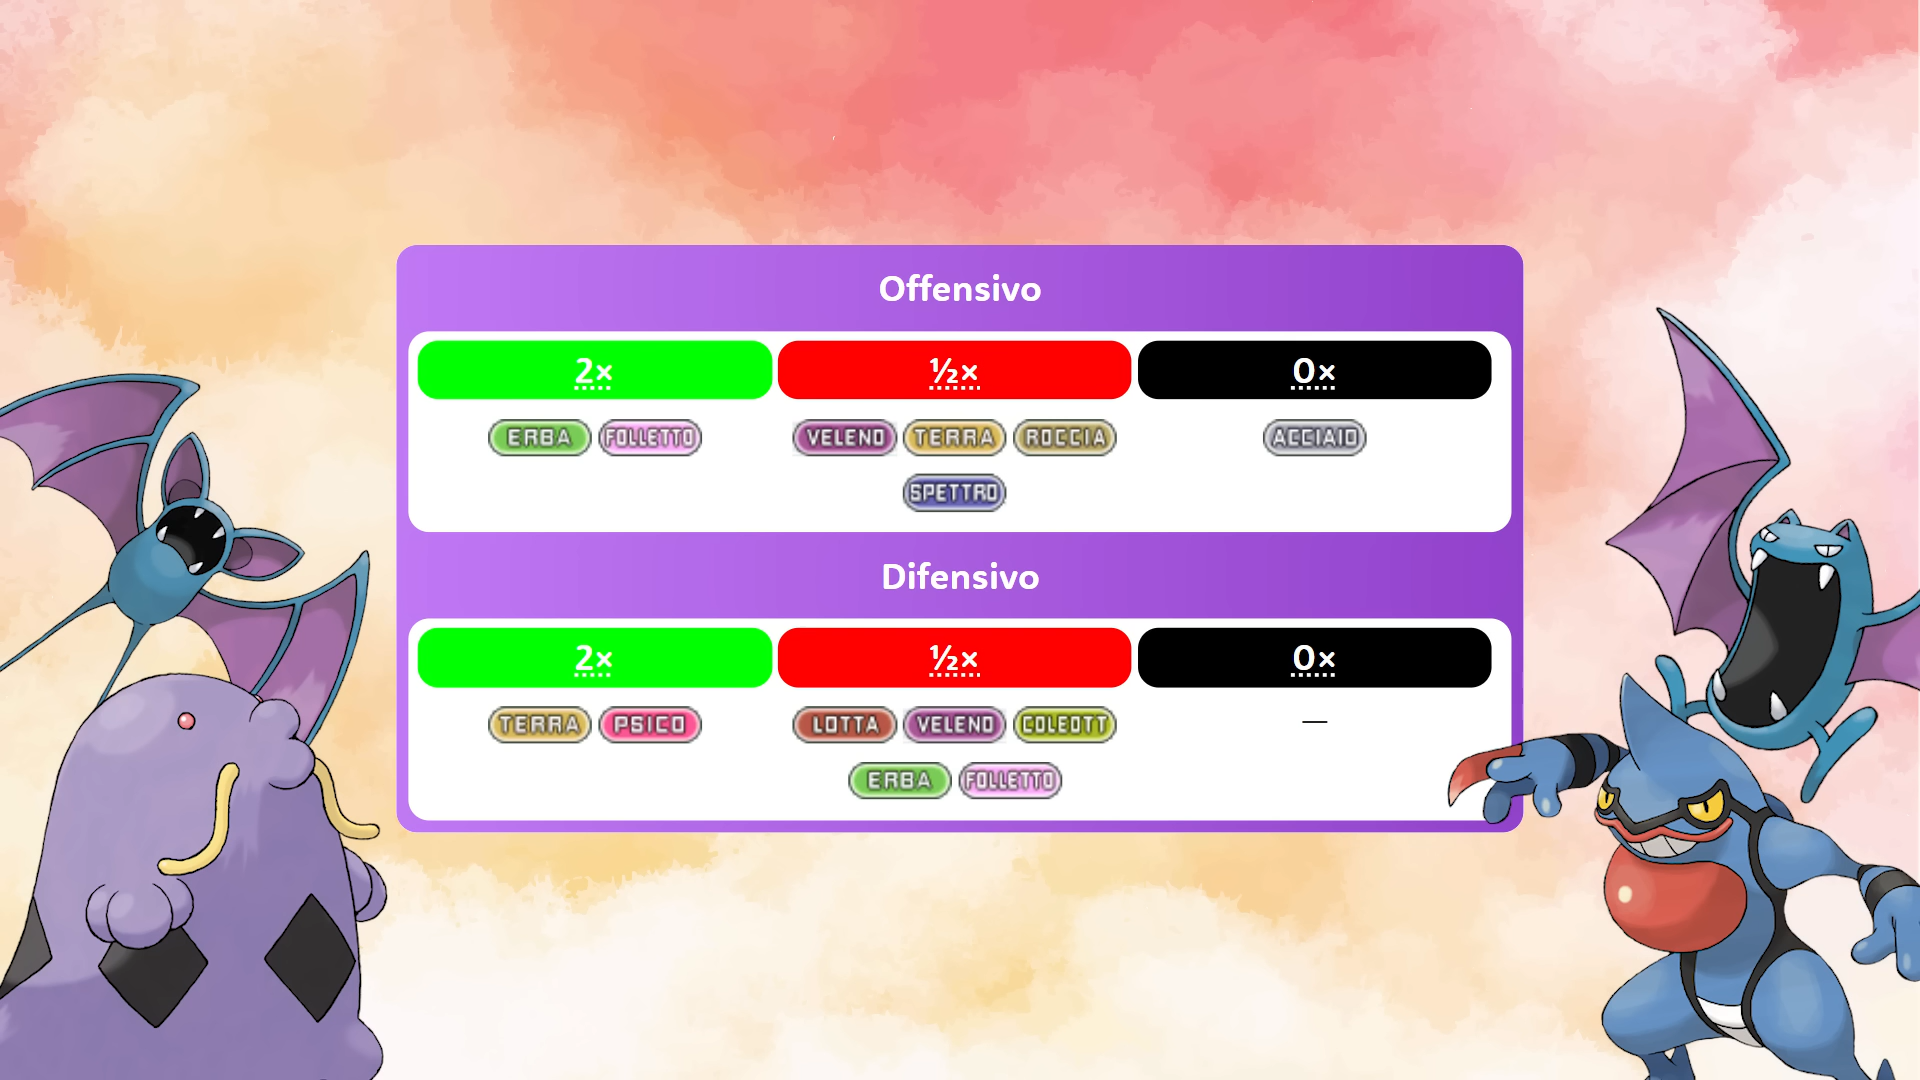 Offensivo
2× ½× 0×
ERBA FOLLETTO VELENO TERRA ROCCIA ACCIAIO
SPETTRO
Difensivo
2× ½× 0×
TERRA PSICO LOTTA VELENO COLEOTT —
ERBA FOLLETTO